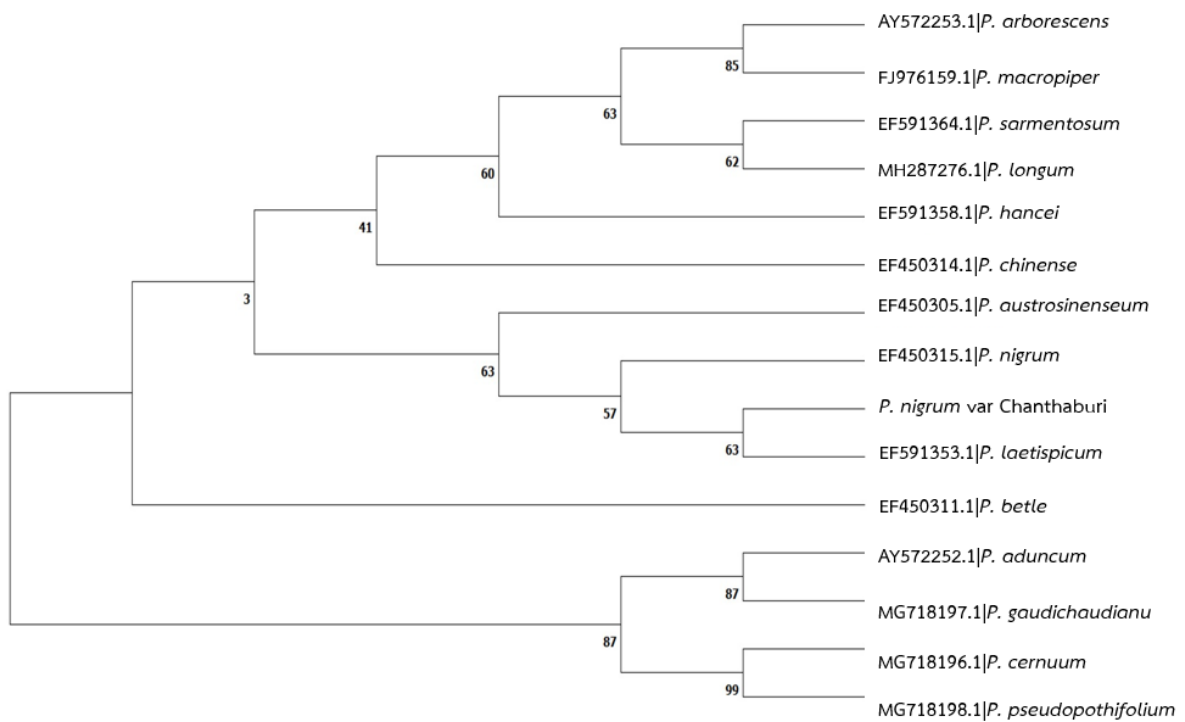 AY572253.1|P. arborescens
85
FJ976159.1|P. macropiper
63
EF591364.1|P. sarmentosum
62
MH287276.1|P. longum
60
EF591358.1|P. hancei
41
EF450314.1|P. chinense
3
EF450305.1|P. austrosinenseum
63
EF450315.1|P. nigrum
57
P. nigrum var Chanthaburi
63
EF591353.1|P. laetispicum
EF450311.1|P. betle
AY572252.1|P. aduncum
87
MG718197.1|P. gaudichaudianu
87
MG718196.1|P. cernuum
99
MG718198.1|P. pseudopothifolium